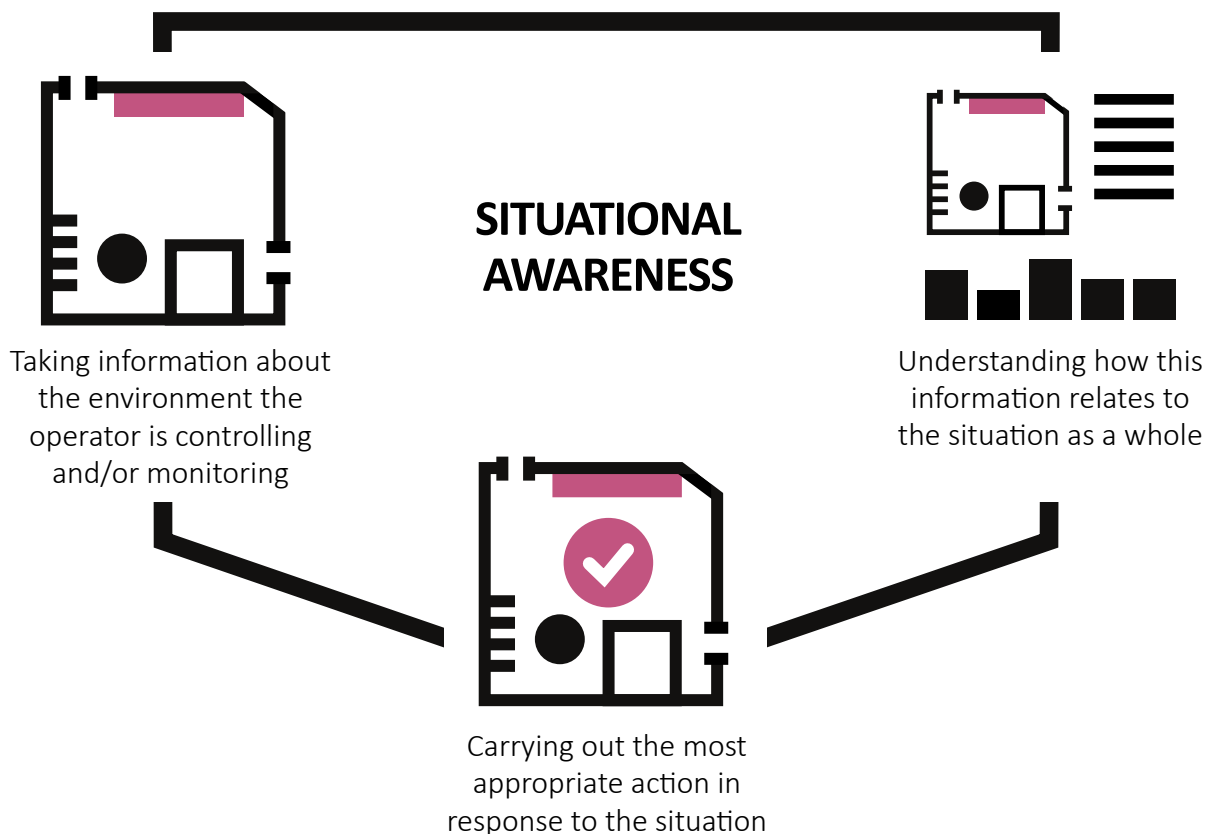 SITUATIONAL
AWARENESS
Taking information about
the environment the
operator is controlling
and/or monitoring
Understanding how this
information relates to
the situation as a whole
Carrying out the most
appropriate action in
response to the situation